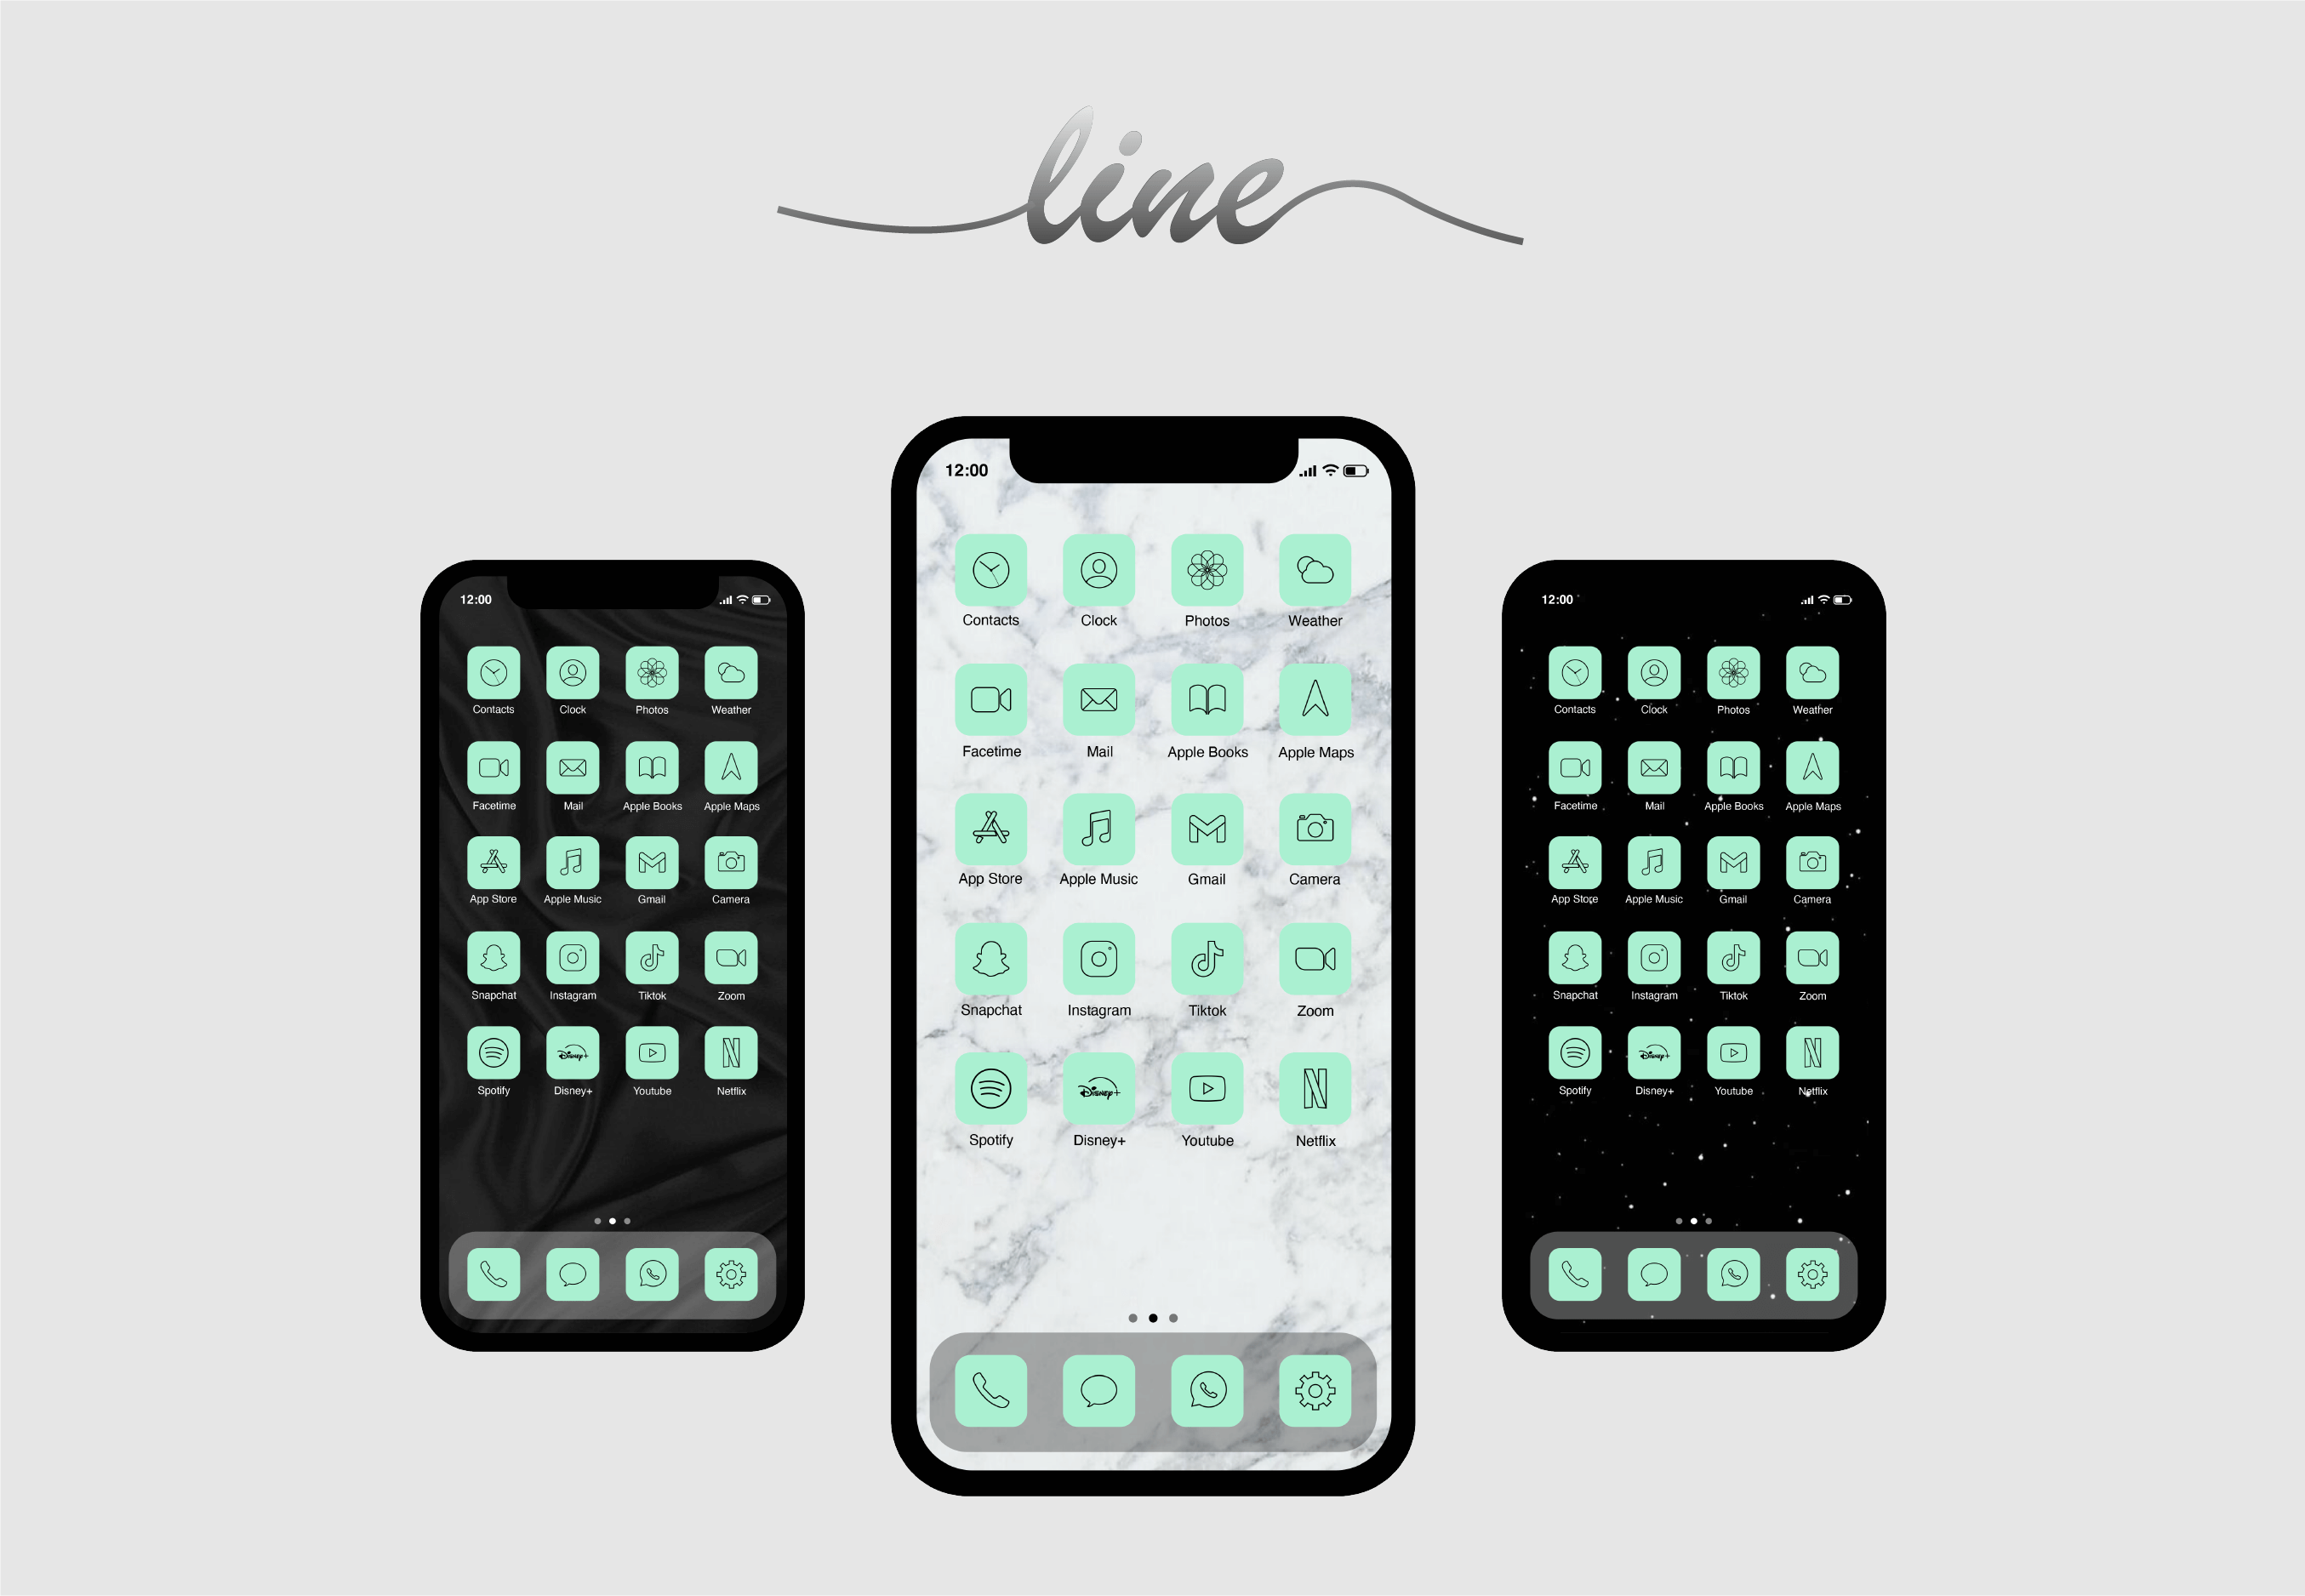 line
12:00
Contacts Clock Photos Weather
Facetime Mail Apple Books Apple Maps
App Store Apple Music Gmail Camera
Snapchat Instagram Tiktok Zoom
Disney+
Spotify Disney+ Youtube Netflix
12:00
Contacts Clock Photos Weather
Facetime Mail Apple Books Apple Maps
App Store Apple Music Gmail Camera
Snapchat Instagram Tiktok Zoom
Disney+
Spotify Disney+ Youtube Netflix
12:00
Contacts Clock Photos Weather
Facetime Mail Apple Books Apple Maps
App Store Apple Music Gmail Camera
Snapchat Instagram Tiktok Zoom
Disney+
Spotify Disney+ Youtube Netflix